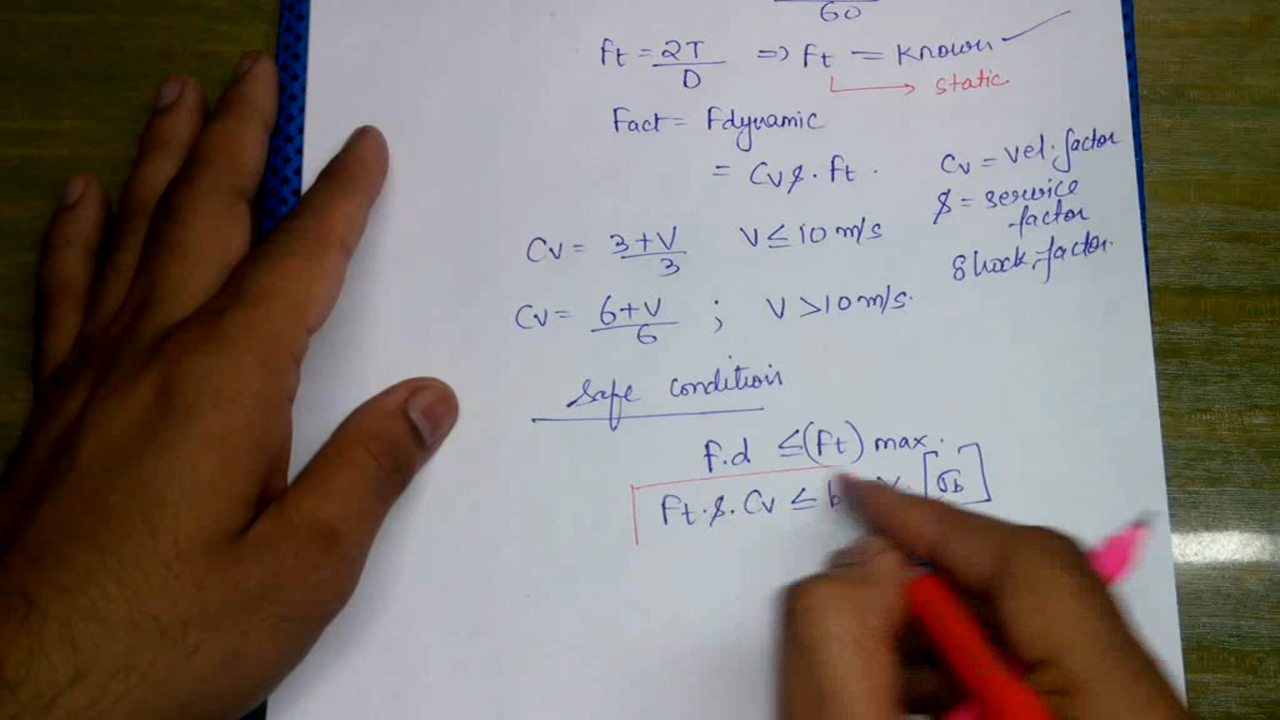 60
Ft = 2T/D ⇒ Ft = Known
static
Fact = Fdynamic
= Cv $ . Ft .
Cv = vel. factor
$ = service factor
Shock factor.
Cv = 3+V/3 V ≤ 10 m/s
Cv = 6+V/6 ; V > 10 m/s.
Safe condition
F.d ≤ (Ft) max.
Ft . $ . Cv ≤ b [σb]